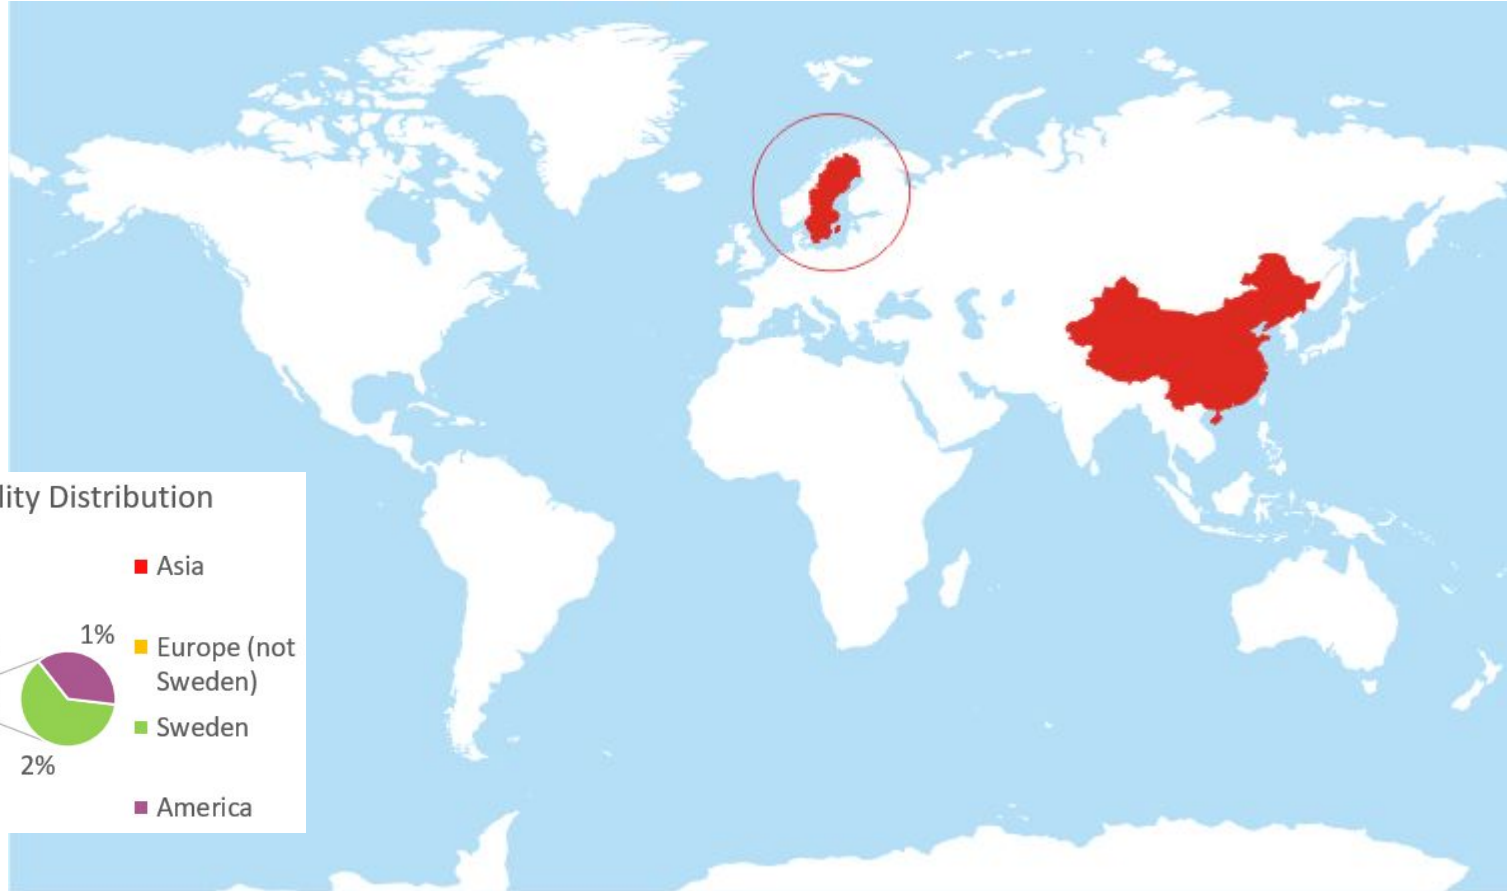 lity Distribution
Asia
1%
Europe (not
Sweden)
Sweden
2%
America